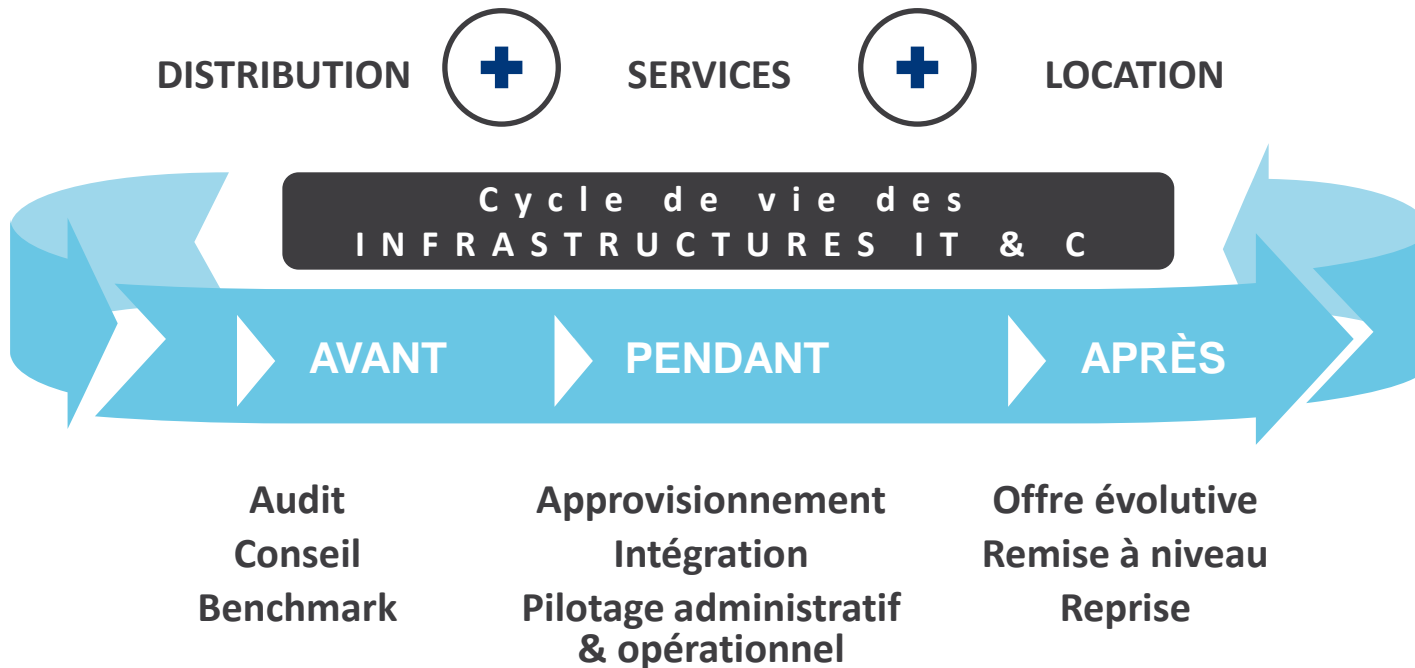 DISTRIBUTION SERVICES LOCATION
Cycle de vie des
INFRASTRUCTURES IT & C
AVANT PENDANT APRÈS
Audit
Conseil
Benchmark
Approvisionnement
Intégration
Pilotage administratif
& opérationnel
Offre évolutive
Remise à niveau
Reprise